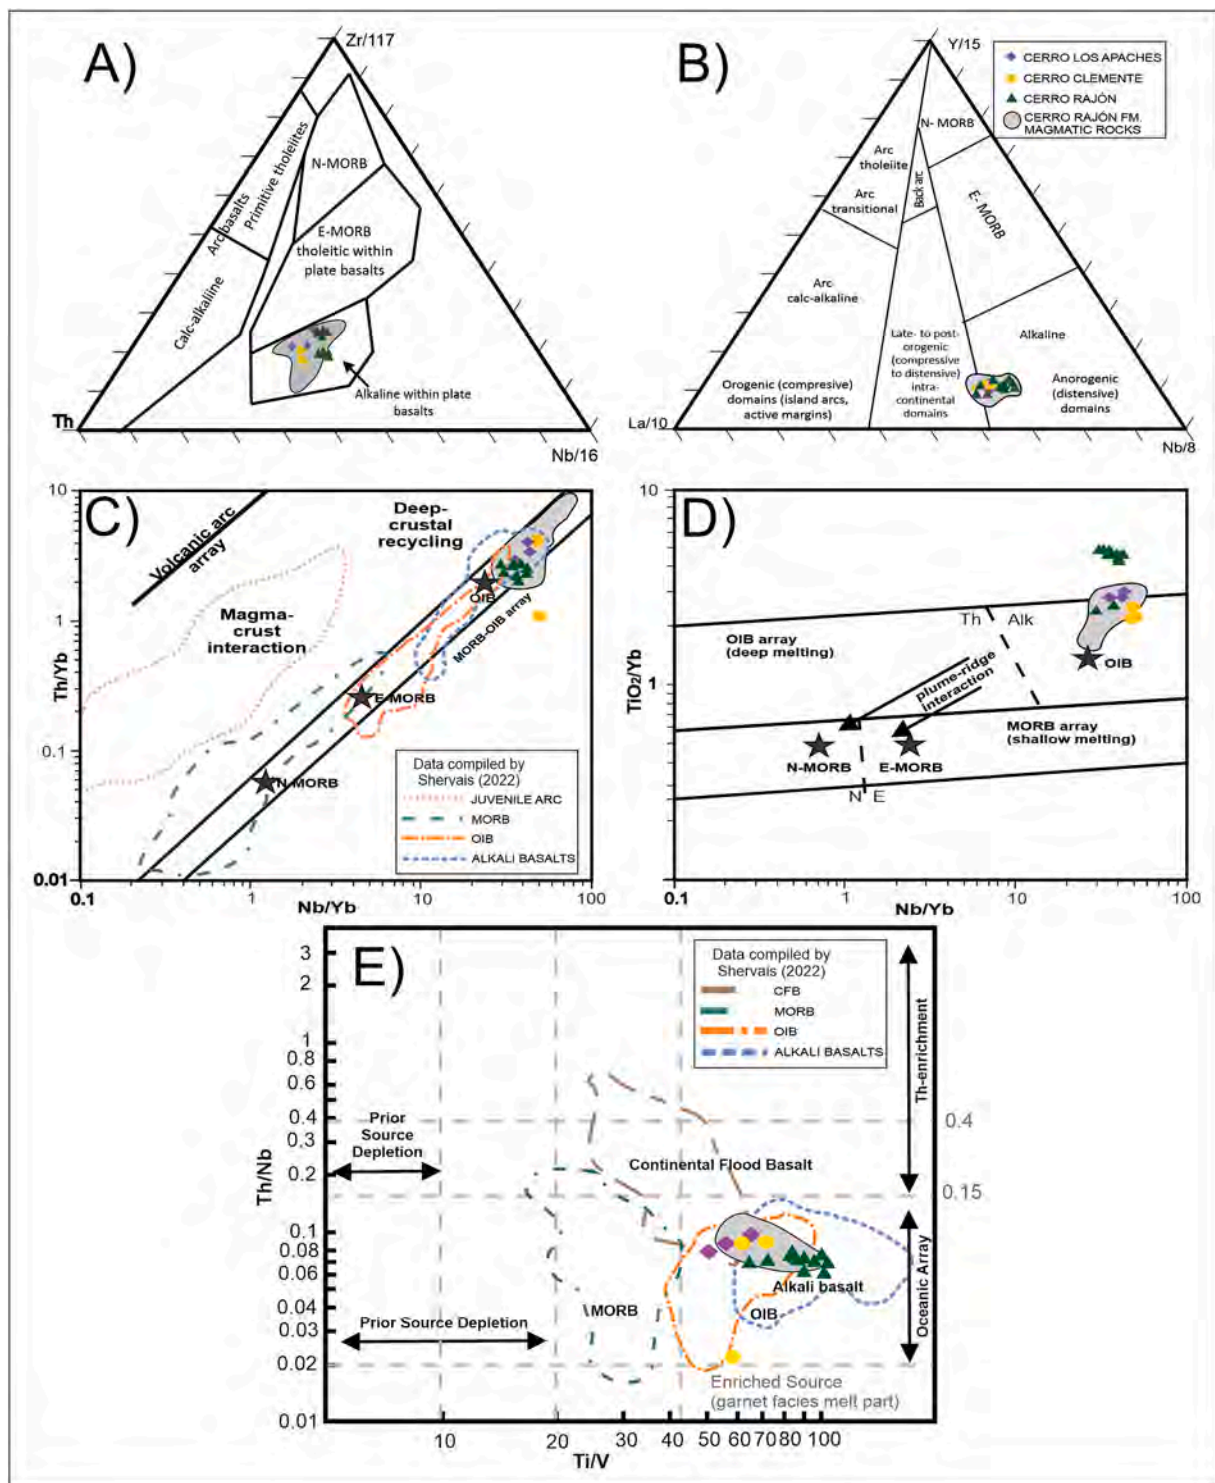 A)
Zr/117
Arc basalts
Primitive tholeiites
N-MORB
E-MORB
tholeitic within
plate basalts
Calc-alkaliine
Alkaline within plate
basalts
Th
Nb/16
B)
Y/15
CERRO LOS APACHES
CERRO CLEMENTE
CERRO RAJÓN
CERRO RAJÓN FM.
MAGMATIC ROCKS
N- MORB
Arc
tholeiite
Arc
transitional
Back arc
E- MORB
Arc
calc-alkaline
Late- to post-
orogenic
(compressive
to distensive)
intra-
continental
domains
Alkaline
Orogenic (compresive)
domains (island arcs,
active margins)
Anorogenic
(distensive)
domains
La/10
Nb/8
C)
10
1
0.1
0.01
Th/Yb
Volcanic arc
array
Deep-
crustal
recycling
Magma-
crust
interaction
OIB
MORB-OIB array
E-MORB
N-MORB
Data compiled by
Shervais (2022)
JUVENILE ARC
MORB
OIB
ALKALI BASALTS
0.1
1
10
100
Nb/Yb
D)
10
1
TiO2/Yb
Th
Alk
OIB array
(deep melting)
OIB
plume-ridge
interaction
MORB array
(shallow melting)
N-MORB
E-MORB
N
E
0.1
1
10
100
Nb/Yb
E)
3
2
1
0.8
0.6
0.4
0.3
0.2
0.1
0.08
0.06
0.04
0.03
0.02
0.01
Th/Nb
Data compiled by
Shervais (2022)
CFB
MORB
OIB
ALKALI BASALTS
Th-enrichment
0.4
Prior
Source
Depletion
Continental Flood Basalt
0.15
Oceanic Array
Alkali basalt
MORB
OIB
Prior Source Depletion
Enriched Source
(garnet facies melt part)
10
20
30
40
50
60
70
80
100
Ti/V